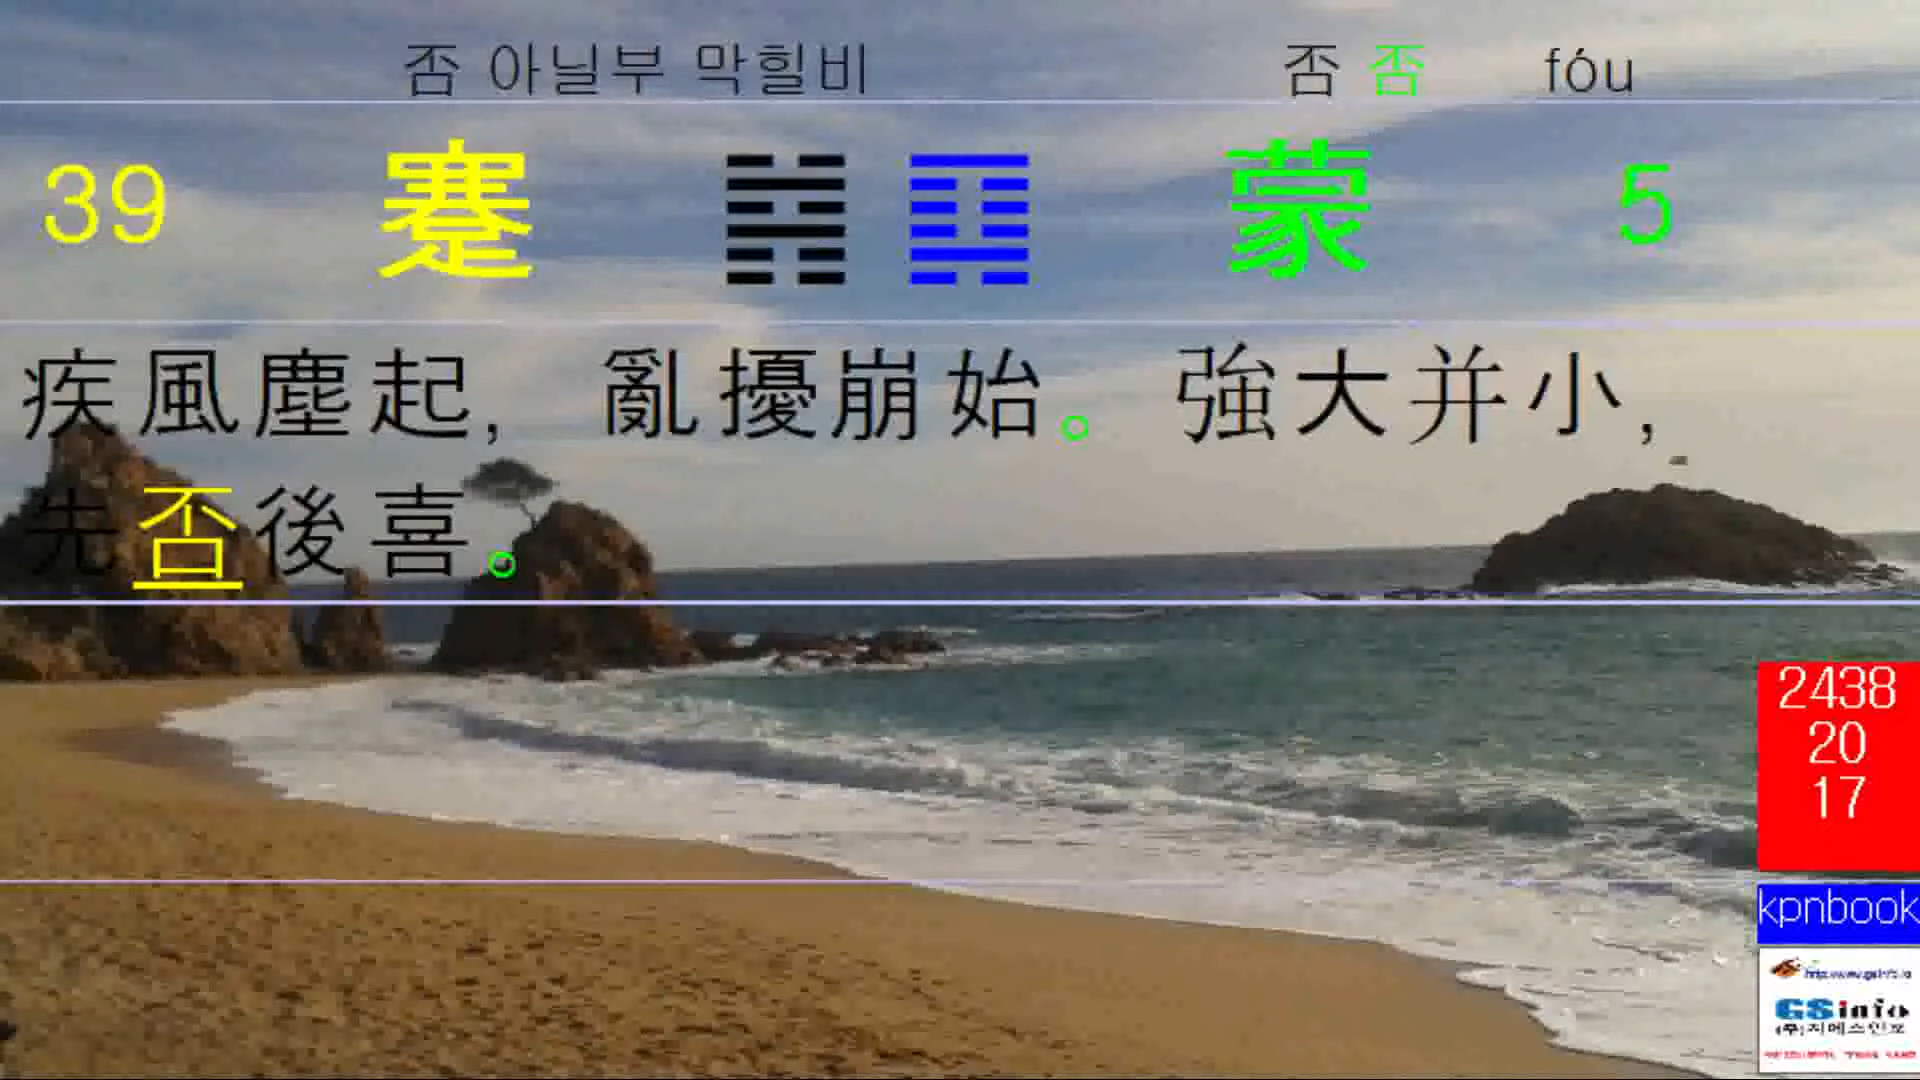 否 아닐부 막힐비 否 否 fóu
39 蹇 蒙 5
疾風塵起, 亂擾崩始。強大并小,
先否後喜。
2438
20
17
kpnbook
GSinfo
(주)지에스인포